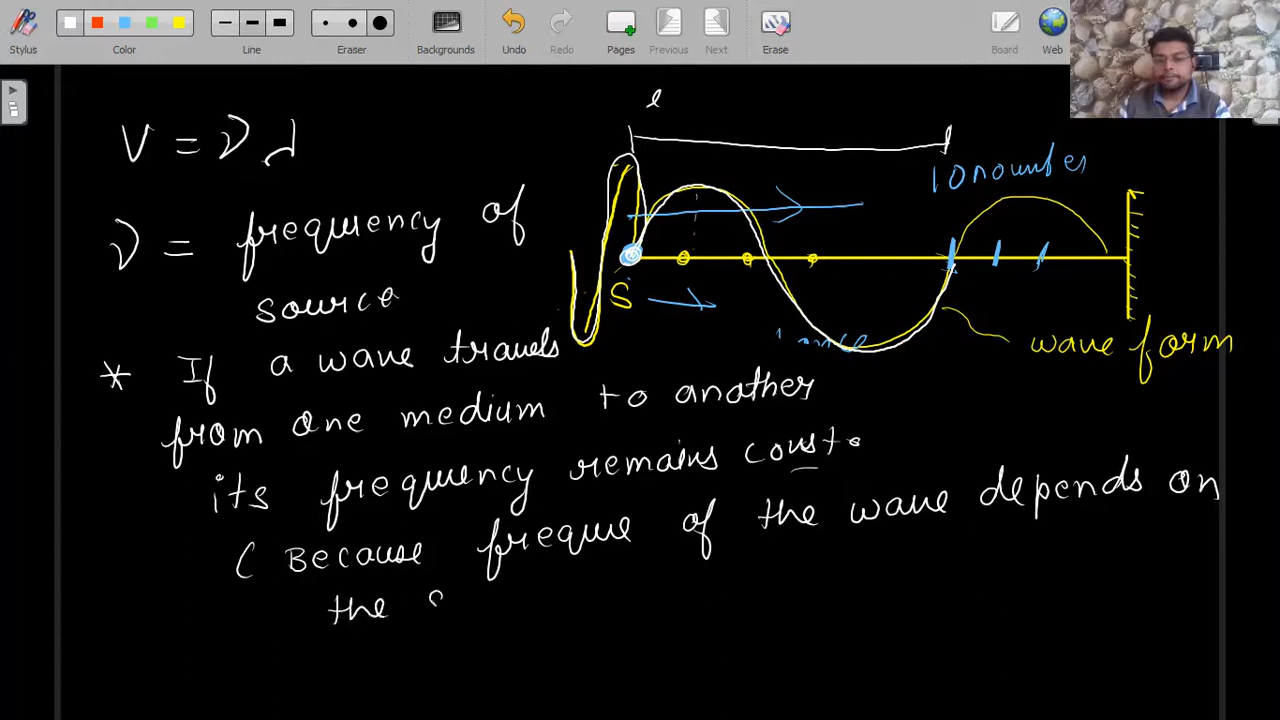 Stylus
Color
Line
Eraser
Backgrounds
Undo
Redo
Pages
Previous
Next
Erase
Board
Web
V = ν λ
l
10 noumber
ν = frequency of
source
S
wave form
* If a wave travels
from one medium to another
its frequency remains const.
( Because freque of the wave depends on
the s